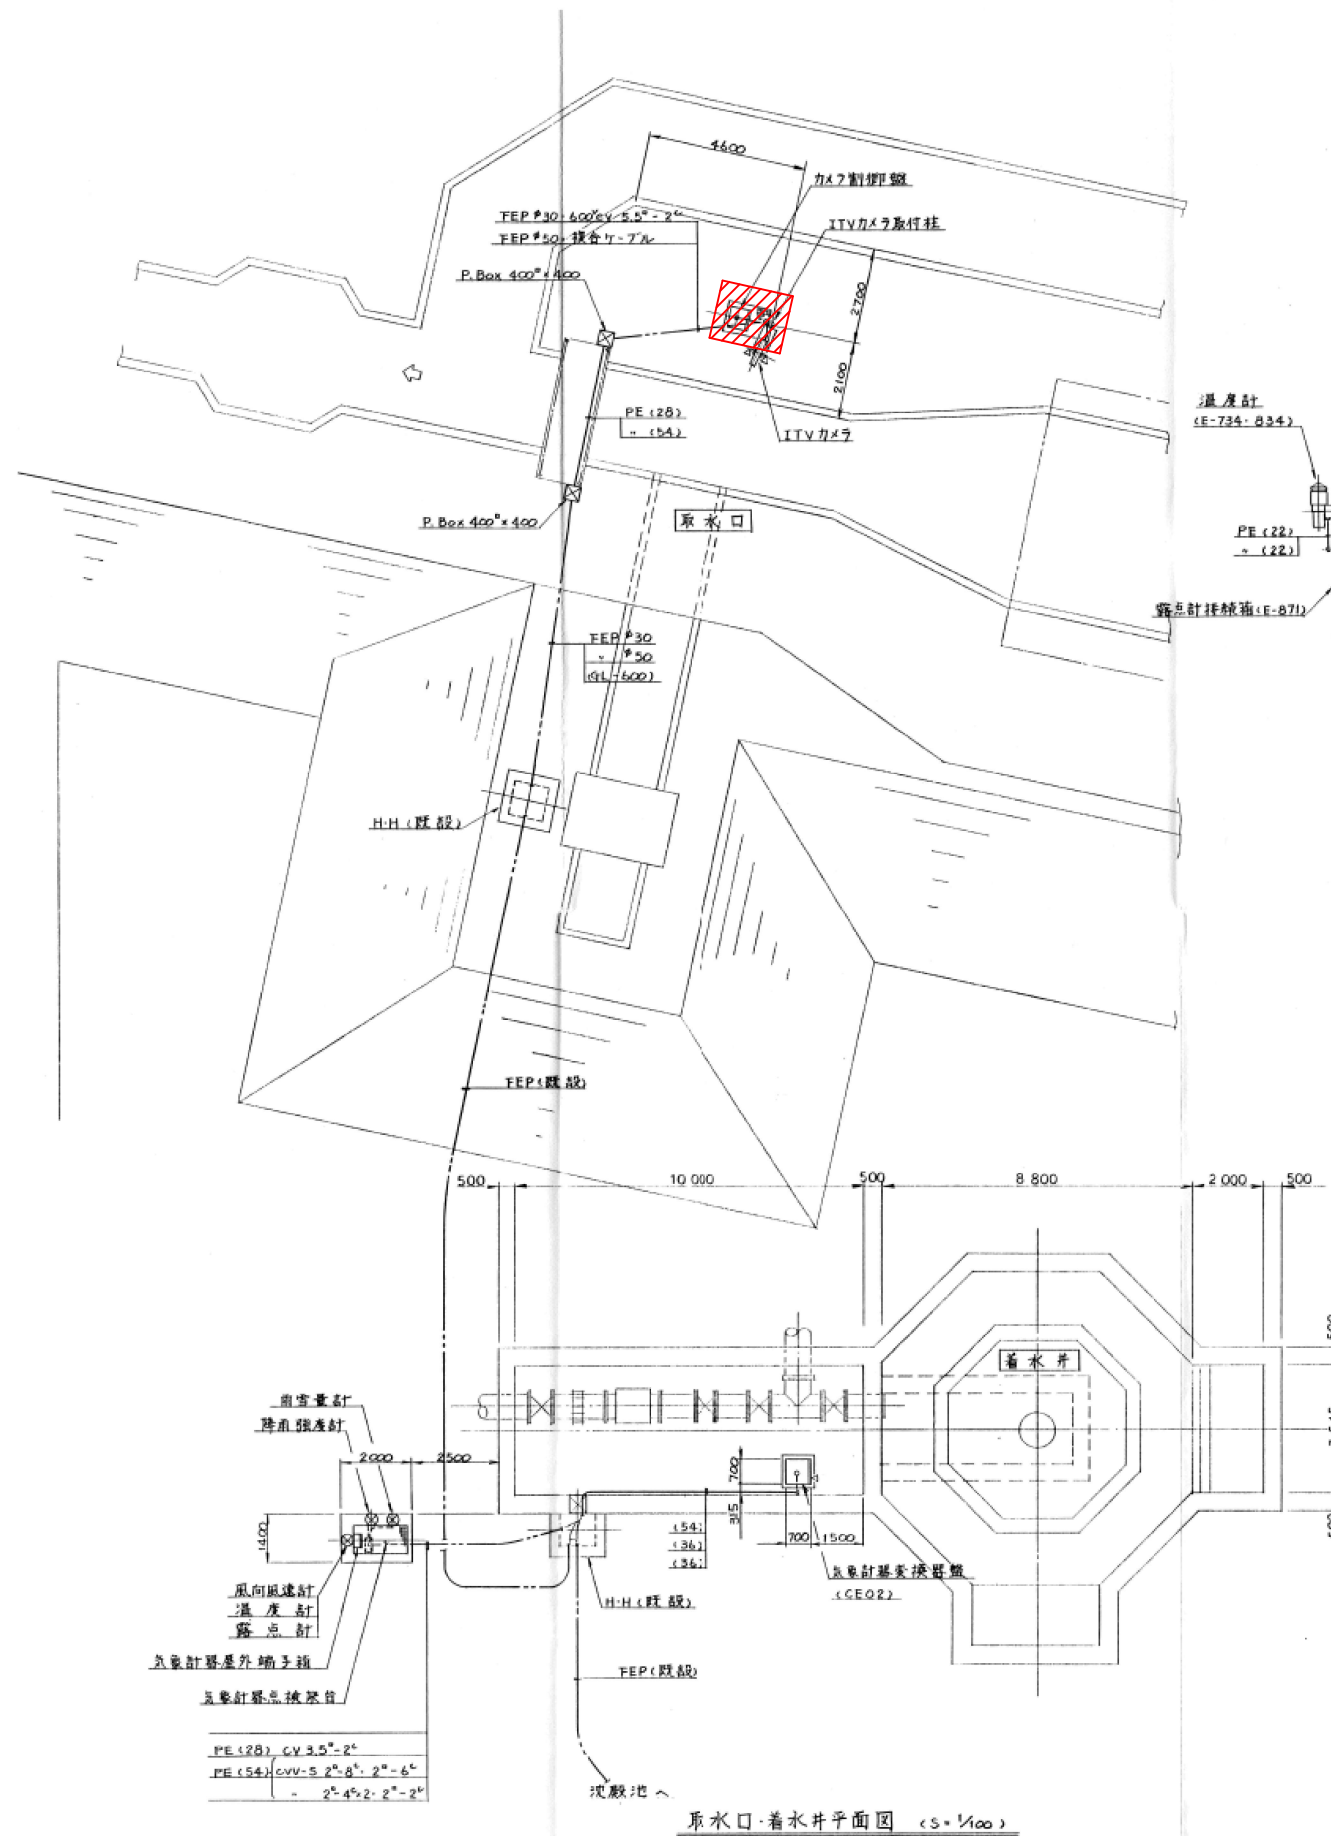 4600
カメラ制御盤
FEP φ30・600V CV 5.5□-2C
FEP φ50・複合ケーブル
ITVカメラ取付柱
P.Box 400□×400
2700
2100
PE (28)
〃 (54)
ITVカメラ
温度計
(E-734・834)
P.Box 400□×400
取水口
PE (22)
〃 (22)
露点計接続箱(E-871)
FEP φ30
〃 φ50
(GL-600)
H・H(既設)
FEP(既設)
500
10 000
500
8 800
2 000
500
着水井
雨雪量計
降雨強度計
2000
2500
700
315
1400
(54)
(36)
(36)
700
1500
気象計器変換器盤
(CE02)
風向風速計
温度計
露点計
H・H(既設)
気象計器屋外端子箱
FEP(既設)
気象計器点検架台
PE (28) CV 3.5□-2C
PE (54) CVV-S 2□-8C・2□-6C
〃 2□-4C×2・2□-2C
沈殿池へ
取水口・着水井平面図 (S=1/100)